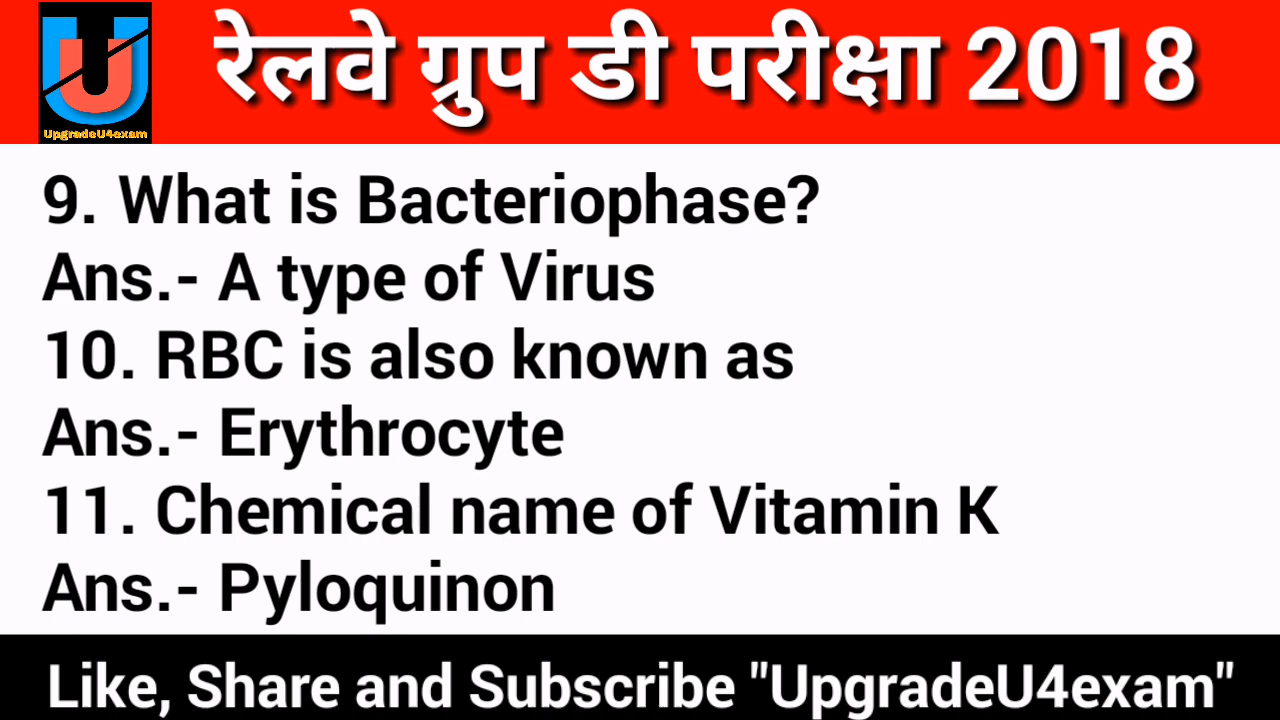 UpgradeU4exam
रेलवे ग्रुप डी परीक्षा 2018
9. What is Bacteriophase?
Ans.- A type of Virus
10. RBC is also known as
Ans.- Erythrocyte
11. Chemical name of Vitamin K
Ans.- Pyloquinon
Like, Share and Subscribe "UpgradeU4exam"